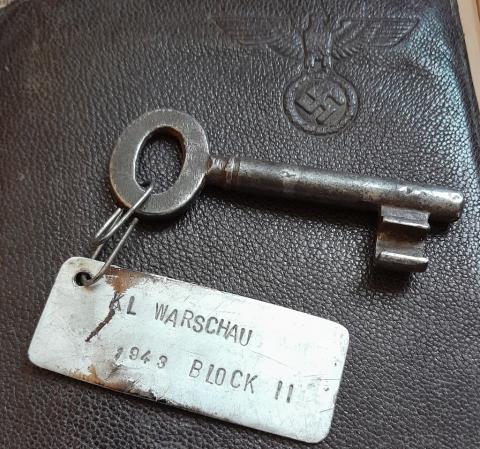 KL WARSCHAU
1943 BLOCK II